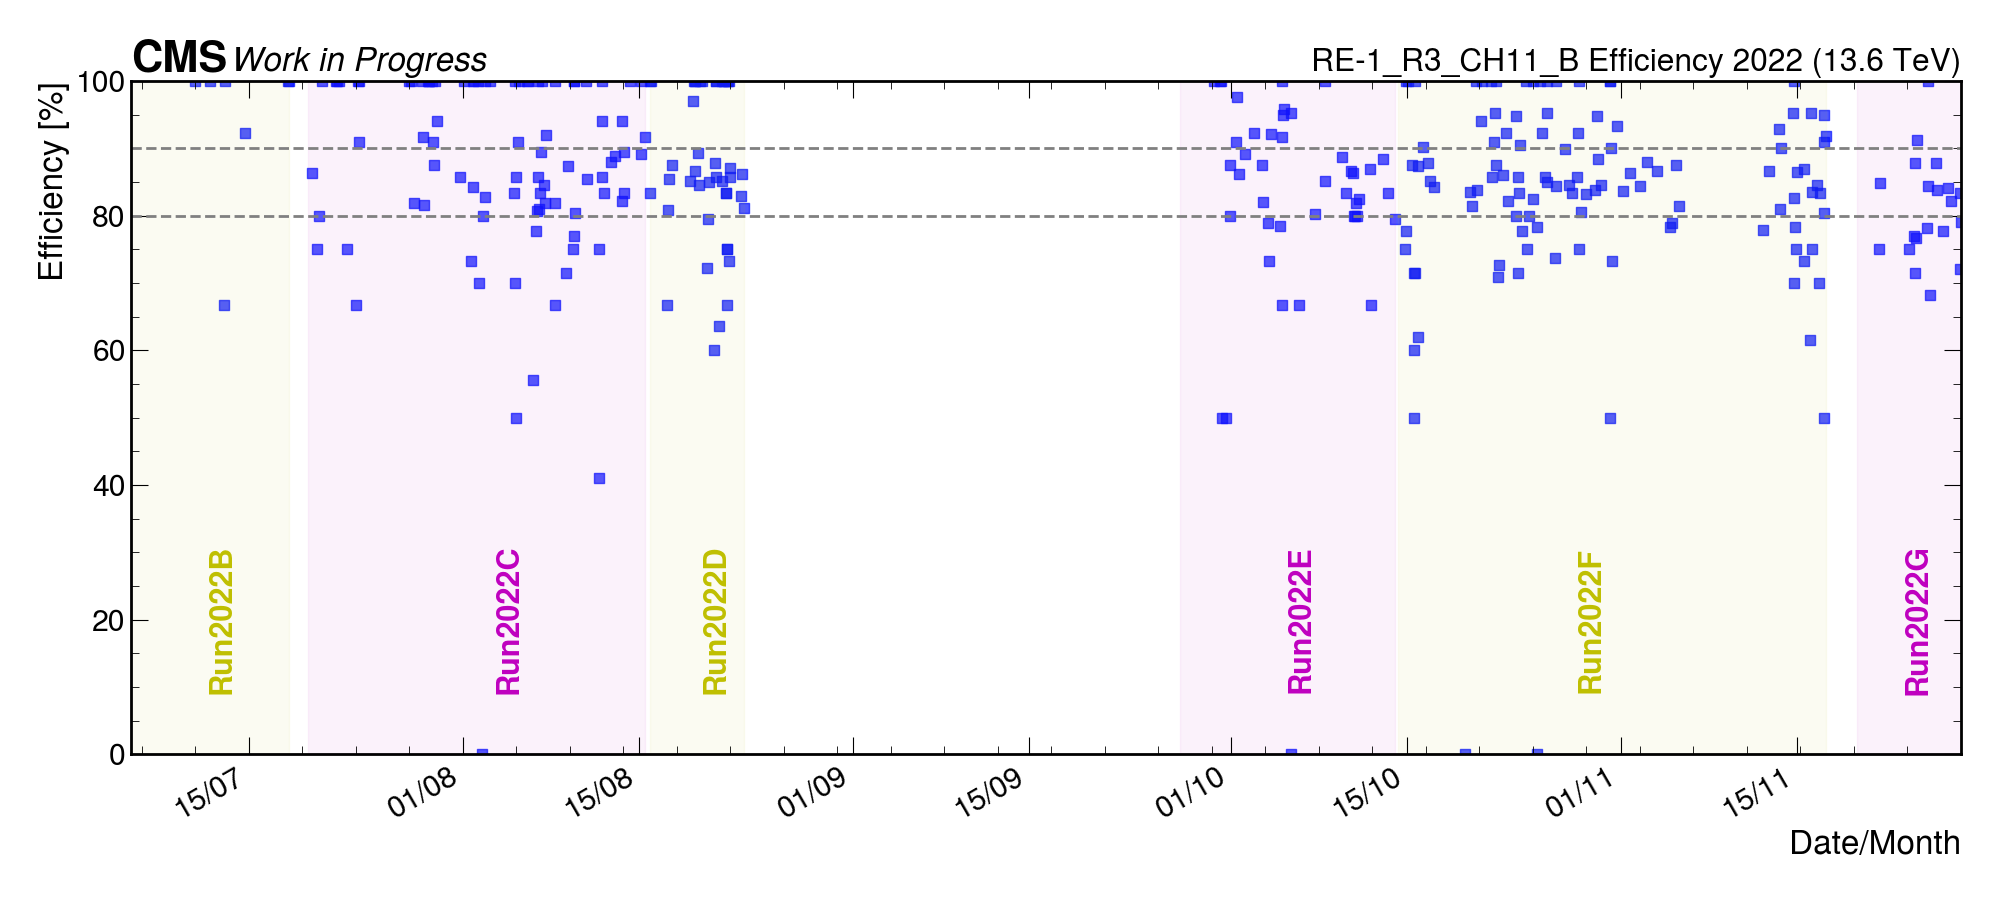 CMS Work in Progress
RE-1_R3_CH11_B Efficiency 2022 (13.6 TeV)
Efficiency [%]
100
80
60
40
20
0
Run2022B
Run2022C
Run2022D
Run2022E
Run2022F
Run2022G
15/07
01/08
15/08
01/09
15/09
01/10
15/10
01/11
15/11
Date/Month